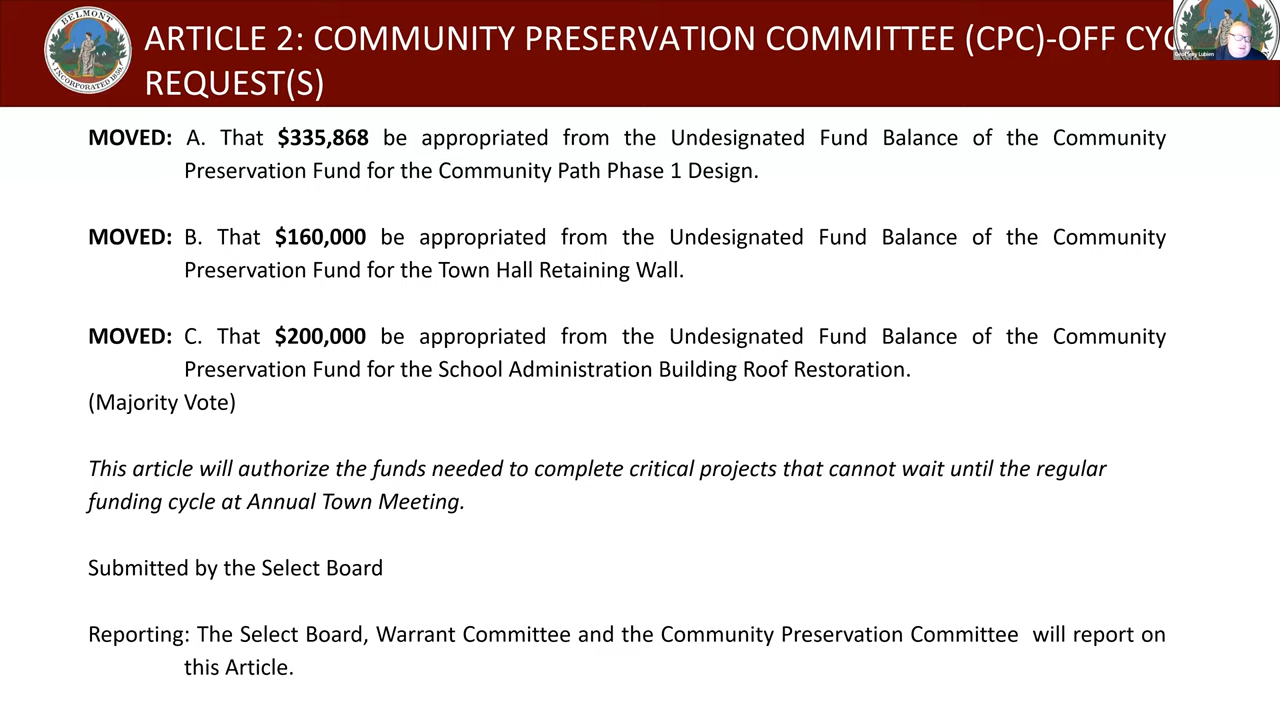 BELMONT
INCORPORATED 1859
ARTICLE 2: COMMUNITY PRESERVATION COMMITTEE (CPC)-OFF CYC
REQUEST(S)
Geoffrey Lubien
MOVED: A. That $335,868 be appropriated from the Undesignated Fund Balance of the Community
Preservation Fund for the Community Path Phase 1 Design.
MOVED: B. That $160,000 be appropriated from the Undesignated Fund Balance of the Community
Preservation Fund for the Town Hall Retaining Wall.
MOVED: C. That $200,000 be appropriated from the Undesignated Fund Balance of the Community
Preservation Fund for the School Administration Building Roof Restoration.
(Majority Vote)
This article will authorize the funds needed to complete critical projects that cannot wait until the regular
funding cycle at Annual Town Meeting.
Submitted by the Select Board
Reporting: The Select Board, Warrant Committee and the Community Preservation Committee will report on
this Article.